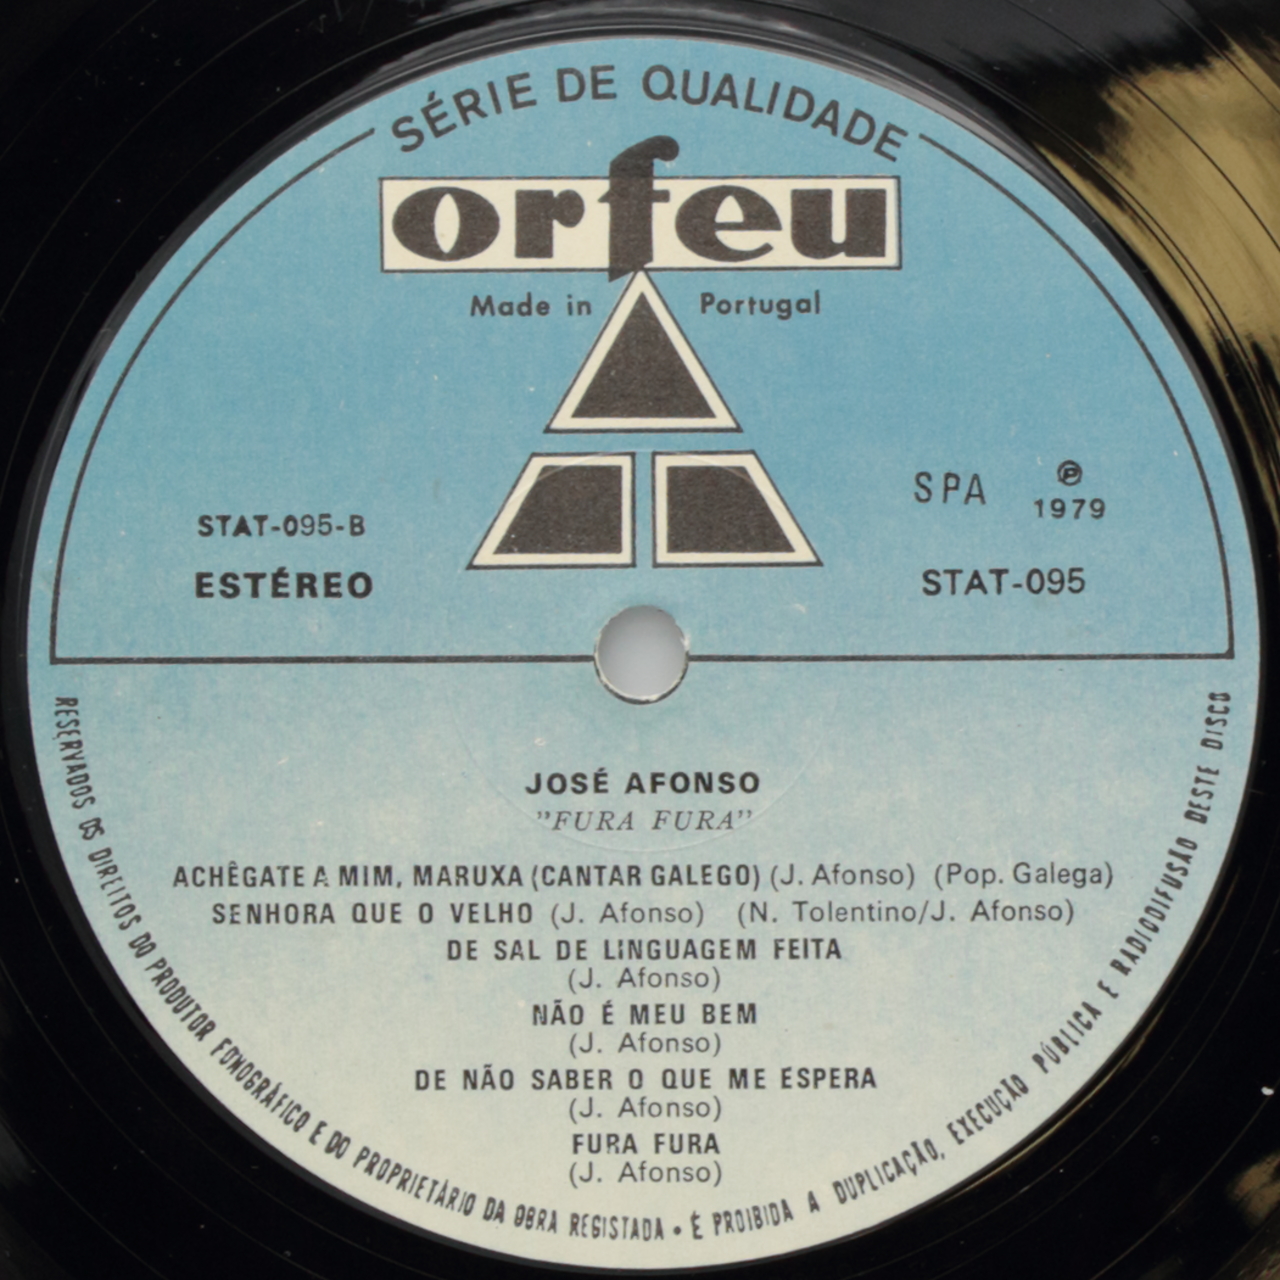 SÉRIE DE QUALIDADE
orfeu
Made in Portugal
SPA ℗
1979
STAT-095-B
ESTÉREO
STAT-095
JOSÉ AFONSO
"FURA FURA"
ACHÊGATE A MIM, MARUXA (CANTAR GALEGO) (J. Afonso) (Pop. Galega)
SENHORA QUE O VELHO (J. Afonso) (N. Tolentino/J. Afonso)
DE SAL DE LINGUAGEM FEITA
(J. Afonso)
NÃO É MEU BEM
(J. Afonso)
DE NÃO SABER O QUE ME ESPERA
(J. Afonso)
FURA FURA
(J. Afonso)
RESERVADOS OS DIREITOS DO PRODUTOR FONOGRÁFICO E DO PROPRIETÁRIO DA OBRA REGISTADA • É PROIBIDA A DUPLICAÇÃO, EXECUÇÃO PÚBLICA E RADIODIFUSÃO DESTE DISCO